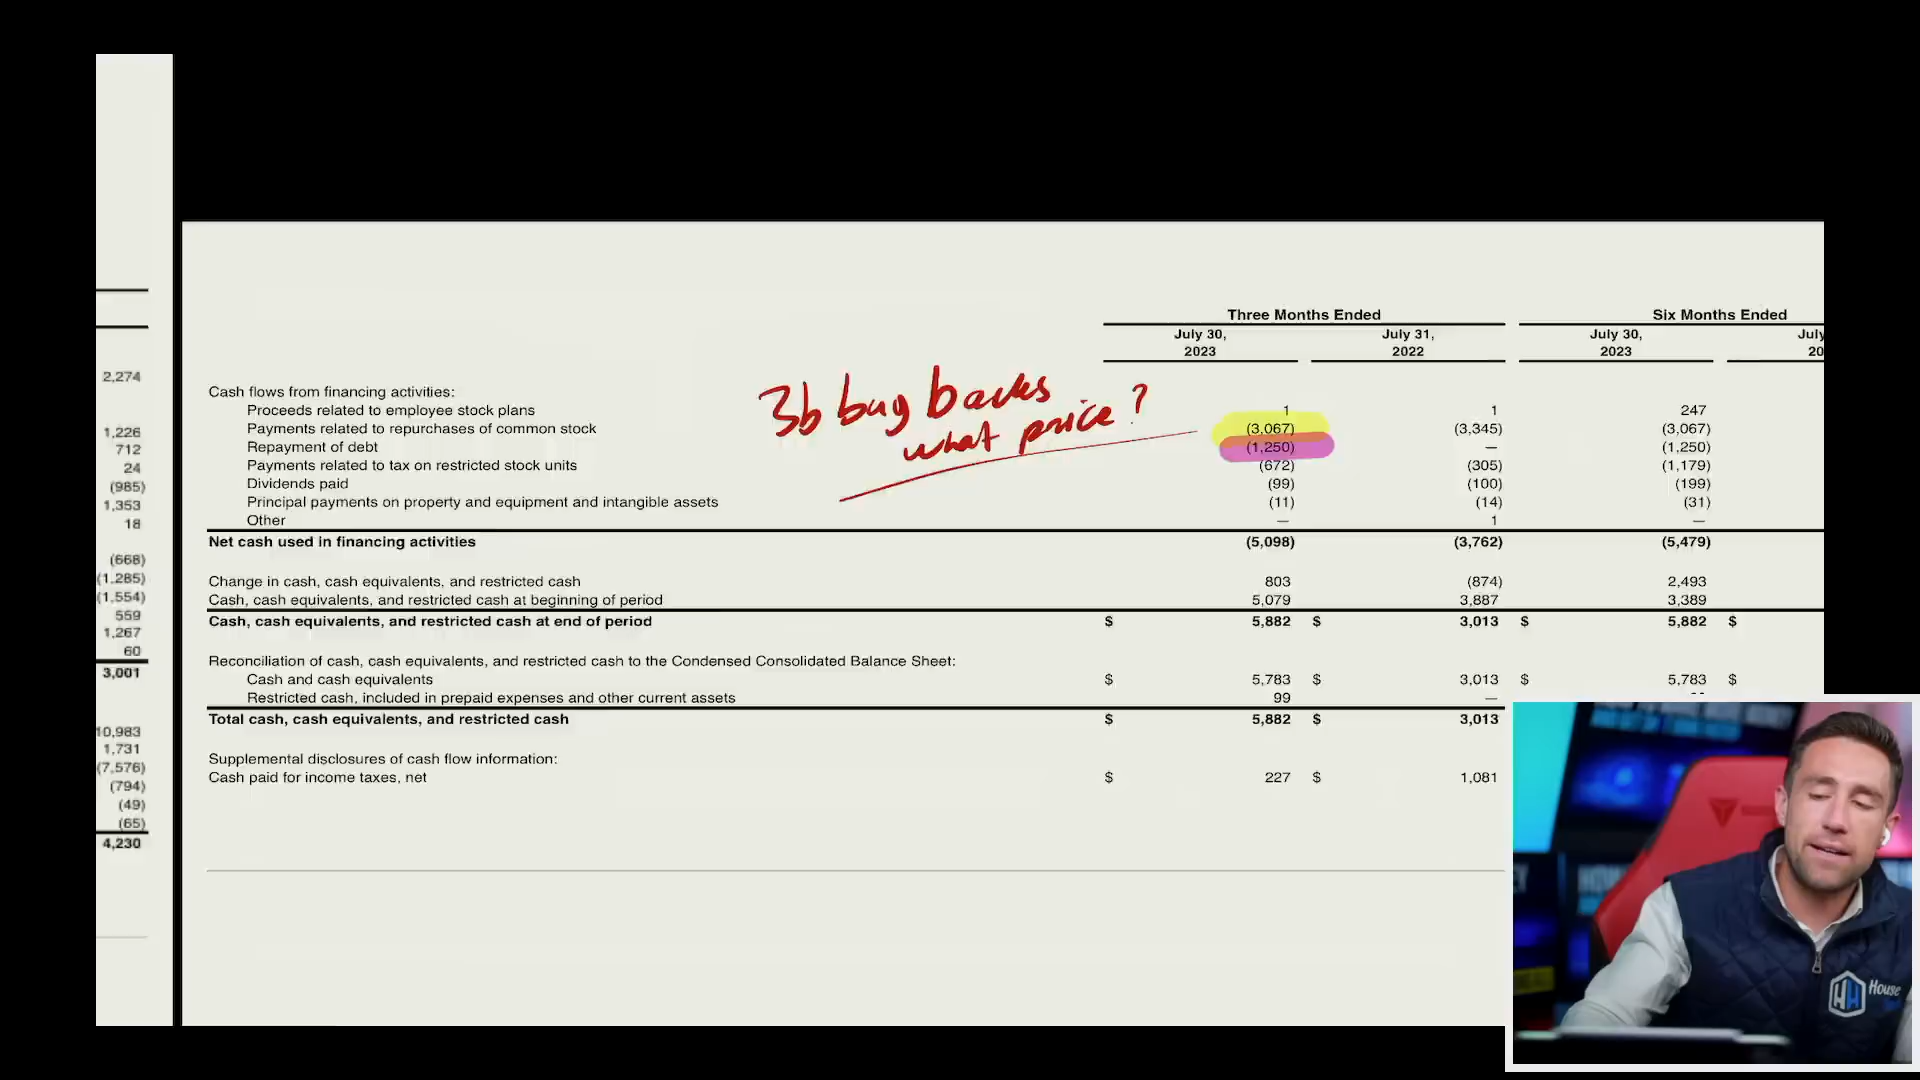 Three Months Ended Six Months Ended
July 30, July 31, July 30, July
2023 2022 2023 20
2,274
Cash flows from financing activities:
3b buy backs
what price?
Proceeds related to employee stock plans 1 1 247
1,226 Payments related to repurchases of common stock (3,067) (3,345) (3,067)
712 Repayment of debt (1,250) — (1,250)
24 Payments related to tax on restricted stock units (672) (305) (1,179)
(985) Dividends paid (99) (100) (199)
1,353 Principal payments on property and equipment and intangible assets (11) (14) (31)
18 Other — 1 —
Net cash used in financing activities (5,098) (3,762) (5,479)
(668)
(1,285) Change in cash, cash equivalents, and restricted cash 803 (874) 2,493
(1,554) Cash, cash equivalents, and restricted cash at beginning of period 5,079 3,887 3,389
559 Cash, cash equivalents, and restricted cash at end of period $ 5,882 $ 3,013 $ 5,882 $
1,267
60 Reconciliation of cash, cash equivalents, and restricted cash to the Condensed Consolidated Balance Sheet:
3,001 Cash and cash equivalents $ 5,783 $ 3,013 $ 5,783 $
Restricted cash, included in prepaid expenses and other current assets 99 —
Total cash, cash equivalents, and restricted cash $ 5,882 $ 3,013
10,983
1,731 Supplemental disclosures of cash flow information:
(7,576) Cash paid for income taxes, net $ 227 $ 1,081
(794)
(49)
(65)
4,230
House